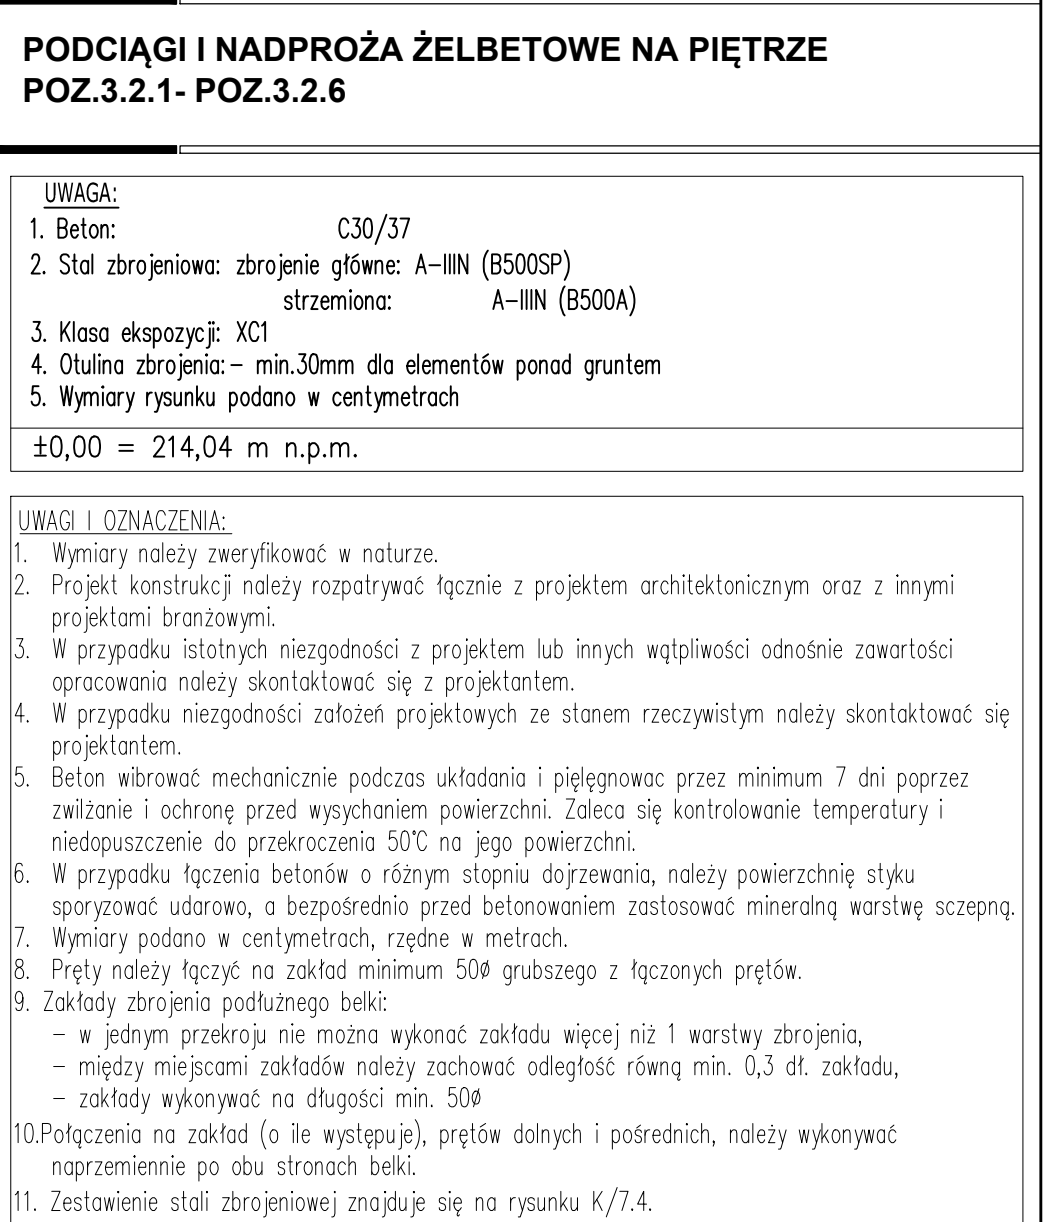 PODCIĄGI I NADPROŻA ŻELBETOWE NA PIĘTRZE
POZ.3.2.1- POZ.3.2.6
UWAGA:
1. Beton: C30/37
2. Stal zbrojeniowa: zbrojenie główne: A-IIIN (B500SP)
strzemiona: A-IIIN (B500A)
3. Klasa ekspozycji: XC1
4. Otulina zbrojenia:- min.30mm dla elementów ponad gruntem
5. Wymiary rysunku podano w centymetrach
±0,00 = 214,04 m n.p.m.
UWAGI I OZNACZENIA:
1. Wymiary należy zweryfikować w naturze.
2. Projekt konstrukcji należy rozpatrywać łącznie z projektem architektonicznym oraz z innymi
projektami branżowymi.
3. W przypadku istotnych niezgodności z projektem lub innych wątpliwości odnośnie zawartości
opracowania należy skontaktować się z projektantem.
4. W przypadku niezgodności założeń projektowych ze stanem rzeczywistym należy skontaktować się
projektantem.
5. Beton wibrować mechanicznie podczas układania i pięlęgnowac przez minimum 7 dni poprzez
zwilżanie i ochronę przed wysychaniem powierzchni. Zaleca się kontrolowanie temperatury i
niedopuszczenie do przekroczenia 50°C na jego powierzchni.
6. W przypadku łączenia betonów o różnym stopniu dojrzewania, należy powierzchnię styku
sporyzować udarowo, a bezpośrednio przed betonowaniem zastosować mineralną warstwę sczepną.
7. Wymiary podano w centymetrach, rzędne w metrach.
8. Pręty należy łączyć na zakład minimum 50ø grubszego z łączonych prętów.
9. Zakłady zbrojenia podłużnego belki:
- w jednym przekroju nie można wykonać zakładu więcej niż 1 warstwy zbrojenia,
- między miejscami zakładów należy zachować odległość równą min. 0,3 dł. zakładu,
- zakłady wykonywać na długości min. 50ø
10.Połączenia na zakład (o ile występuje), prętów dolnych i pośrednich, należy wykonywać
naprzemiennie po obu stronach belki.
11. Zestawienie stali zbrojeniowej znajduje się na rysunku K/7.4.